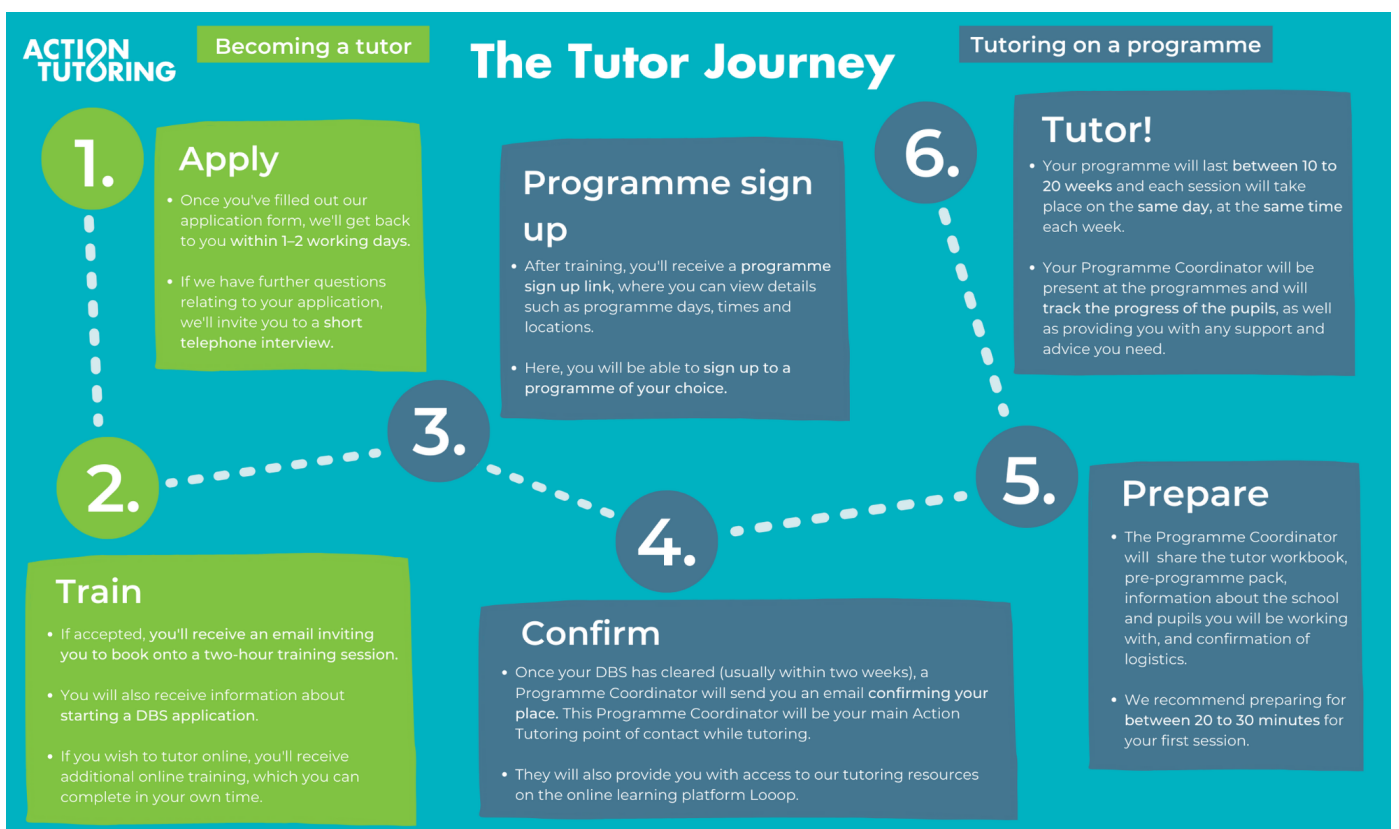 ACTION
TUTORING
Becoming a tutor
The Tutor Journey
Tutoring on a programme
1.
Apply
• Once you've filled out our
application form, we'll get back
to you within 1–2 working days.
• If we have further questions
relating to your application,
we'll invite you to a short
telephone interview.
2.
Train
• If accepted, you'll receive an email inviting
you to book onto a two-hour training session.
• You will also receive information about
starting a DBS application.
• If you wish to tutor online, you'll receive
additional online training, which you can
complete in your own time.
3.
Programme sign
up
• After training, you'll receive a programme
sign up link, where you can view details
such as programme days, times and
locations.
• Here, you will be able to sign up to a
programme of your choice.
4.
Confirm
• Once your DBS has cleared (usually within two weeks), a
Programme Coordinator will send you an email confirming your
place. This Programme Coordinator will be your main Action
Tutoring point of contact while tutoring.
• They will also provide you with access to our tutoring resources
on the online learning platform Looop.
5.
Prepare
• The Programme Coordinator
will share the tutor workbook,
pre-programme pack,
information about the school
and pupils you will be working
with, and confirmation of
logistics.
• We recommend preparing for
between 20 to 30 minutes for
your first session.
6.
Tutor!
• Your programme will last between 10 to
20 weeks and each session will take
place on the same day, at the same time
each week.
• Your Programme Coordinator will be
present at the programmes and will
track the progress of the pupils, as well
as providing you with any support and
advice you need.